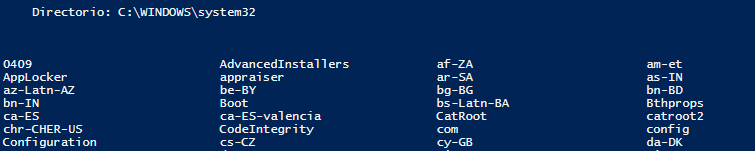 Directorio: C:\WINDOWS\system32
0409 AdvancedInstallers af-ZA am-et
AppLocker appraiser ar-SA as-IN
az-Latn-AZ be-BY bg-BG bn-BD
bn-IN Boot bs-Latn-BA Bthprops
ca-ES ca-ES-valencia CatRoot catroot2
chr-CHER-US CodeIntegrity com config
Configuration cs-CZ cy-GB da-DK